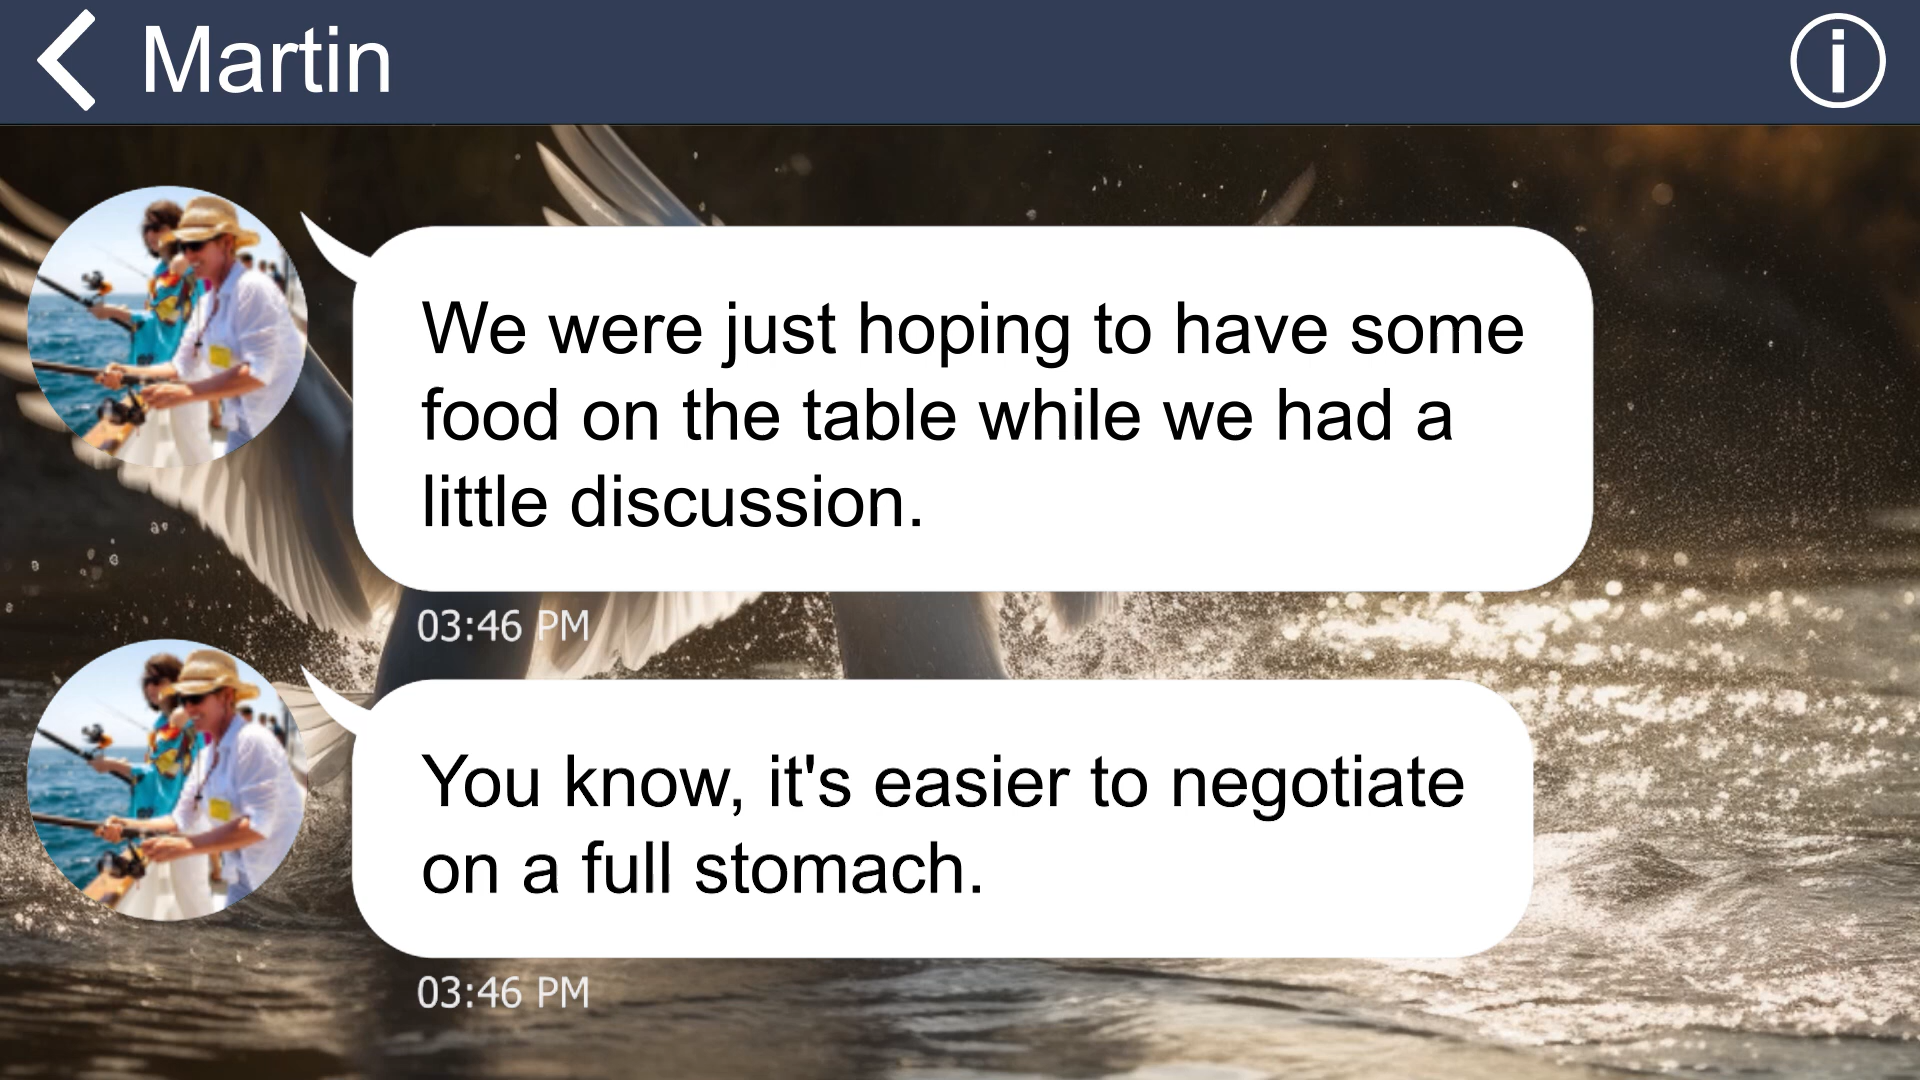 Martin
We were just hoping to have some
food on the table while we had a
little discussion.
03:46 PM
You know, it's easier to negotiate
on a full stomach.
03:46 PM